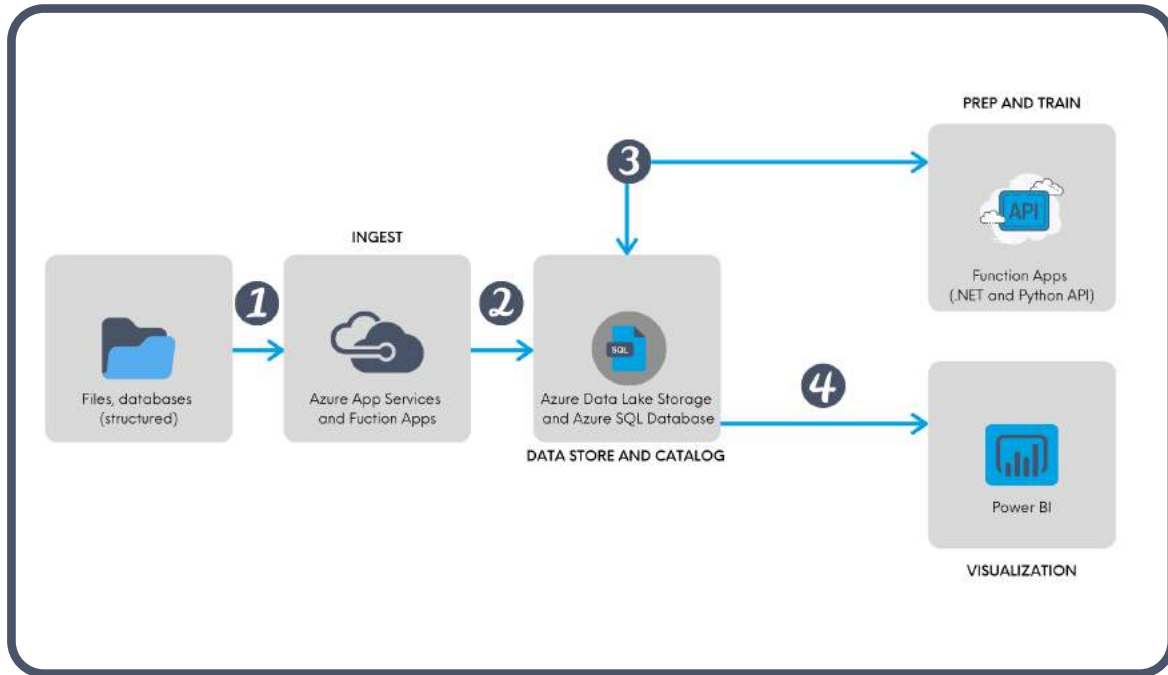 PREP AND TRAIN
3
API
Function Apps
(.NET and Python API)
INGEST
1
2
Files, databases
(structured)
Azure App Services
and Fuction Apps
SQL
Azure Data Lake Storage
and Azure SQL Database
DATA STORE AND CATALOG
4
Power BI
VISUALIZATION